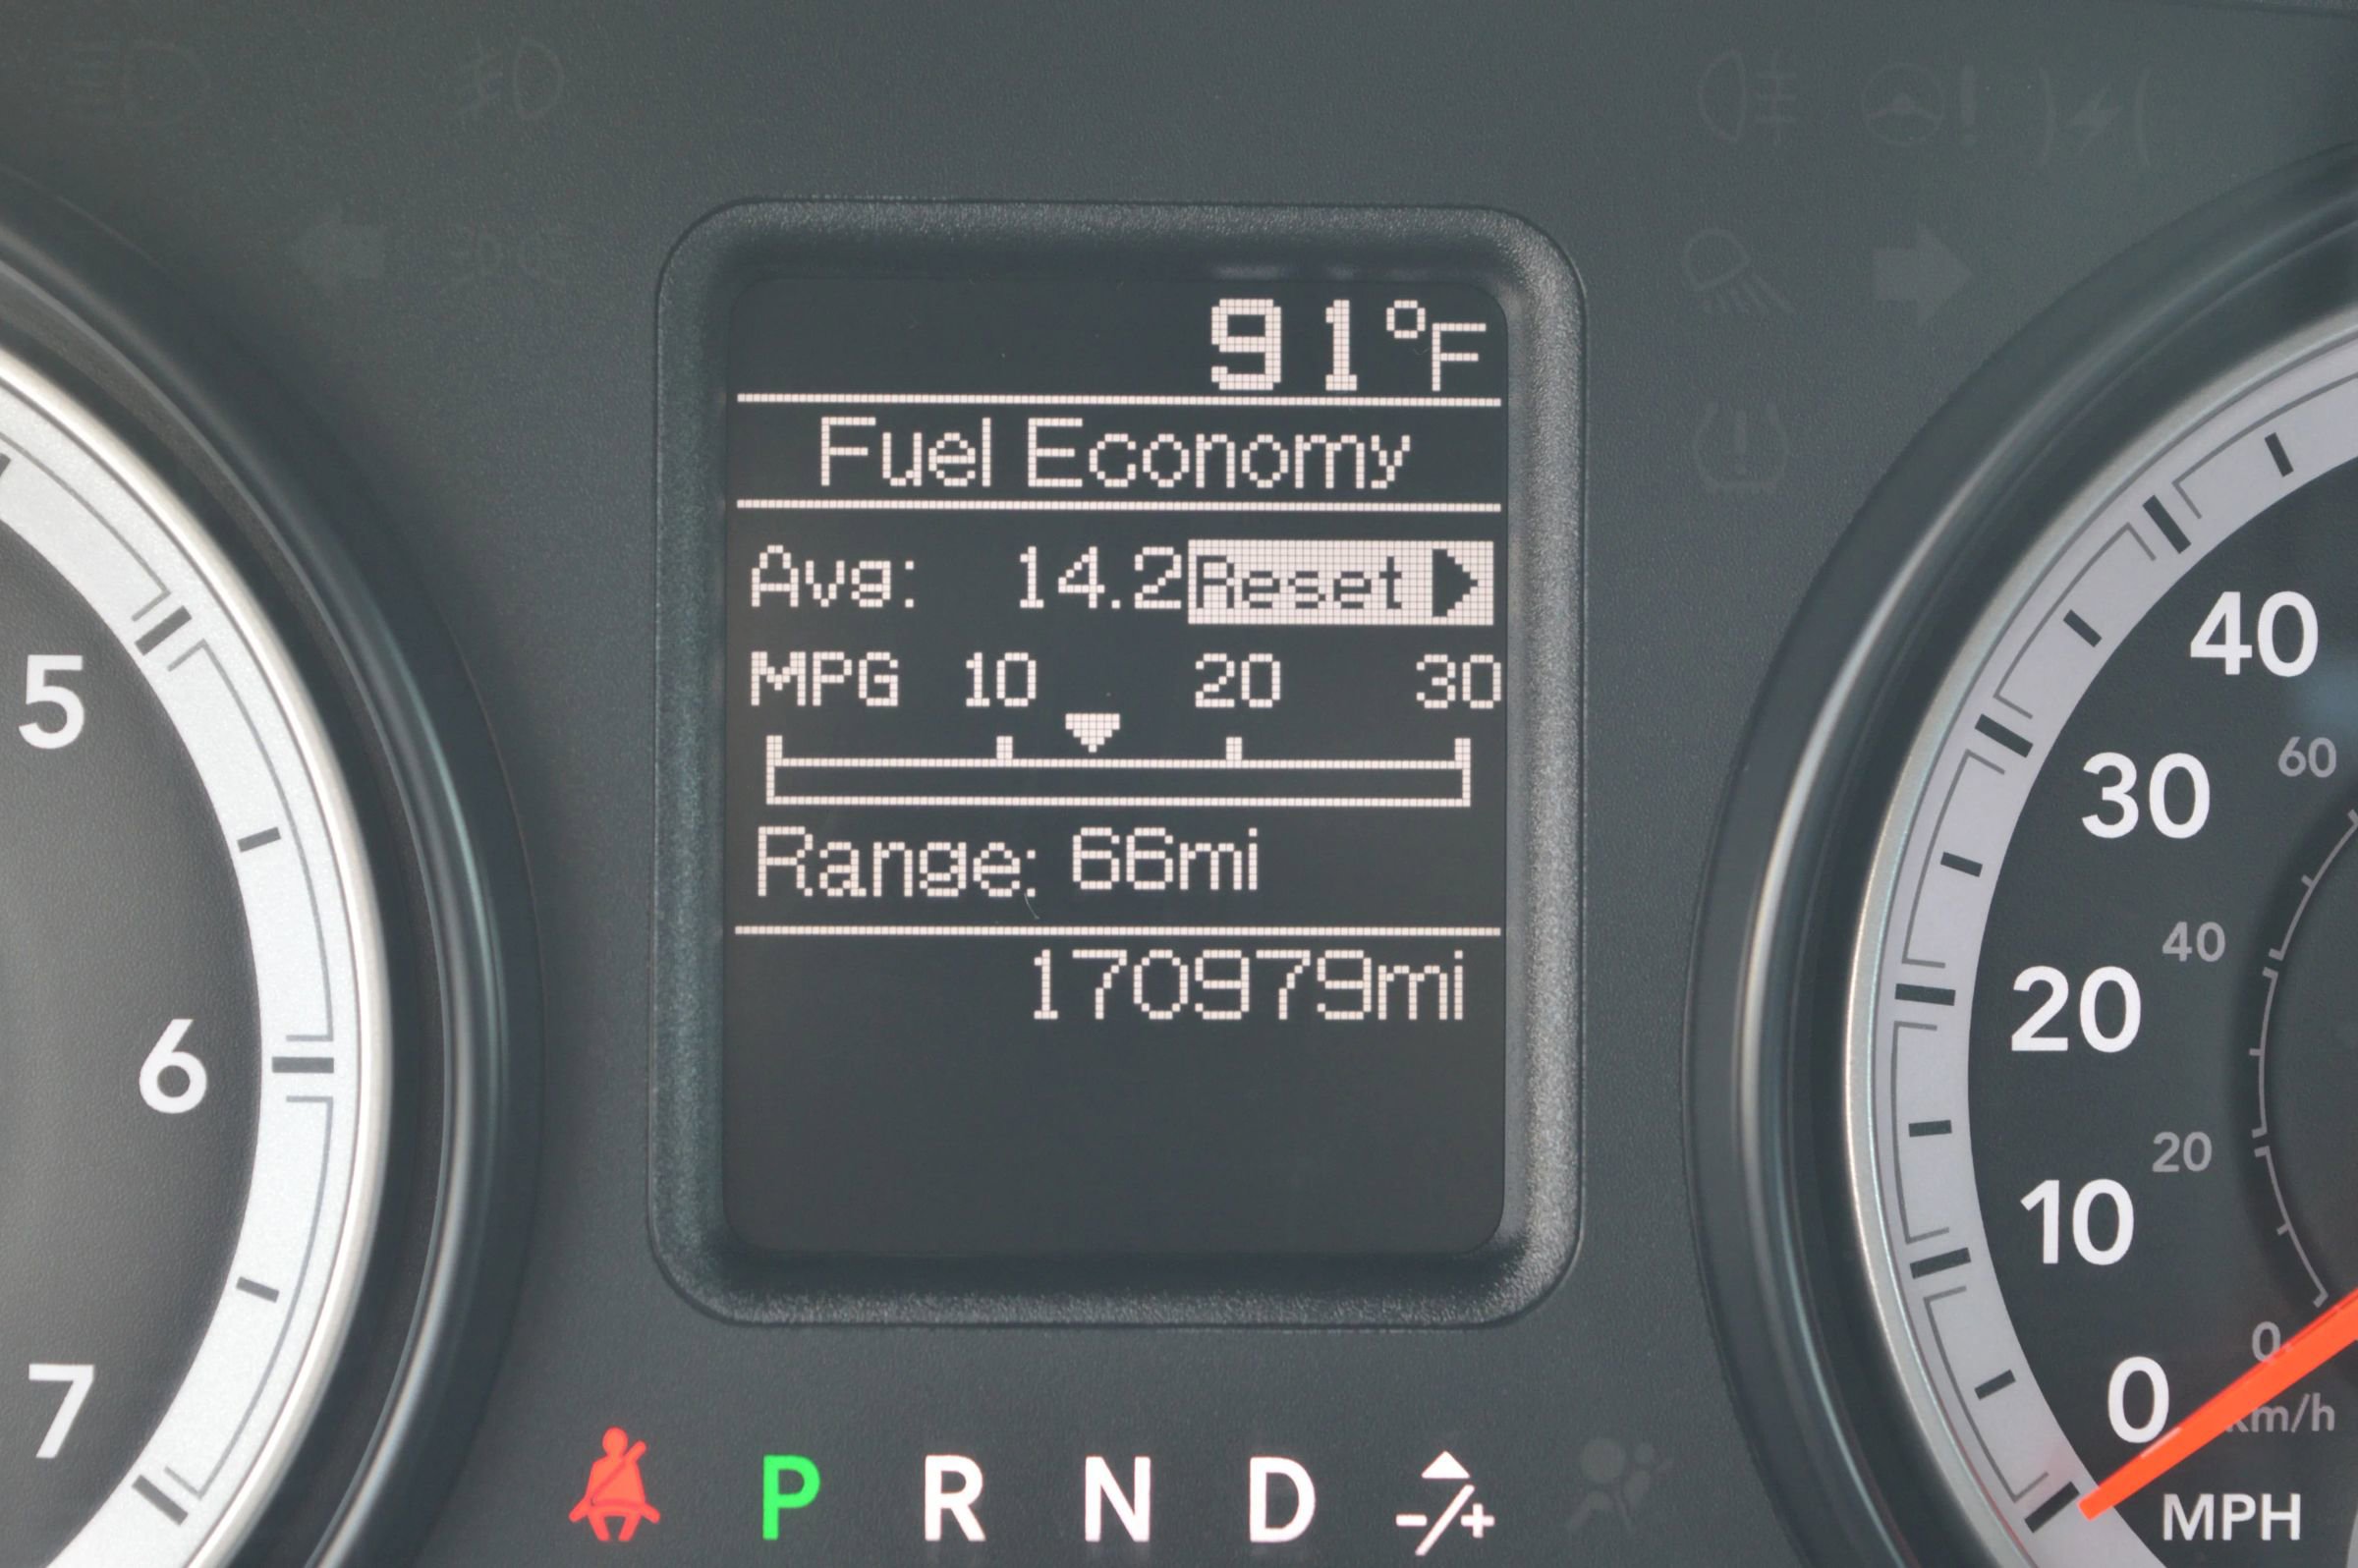 91°F
Fuel Economy
Avg: 14.2 Reset
MPG 10 20 30
Range: 66mi
170979mi
5
6
7
40
30
20
10
0
60
40
20
0
km/h
MPH
P R N D -/+